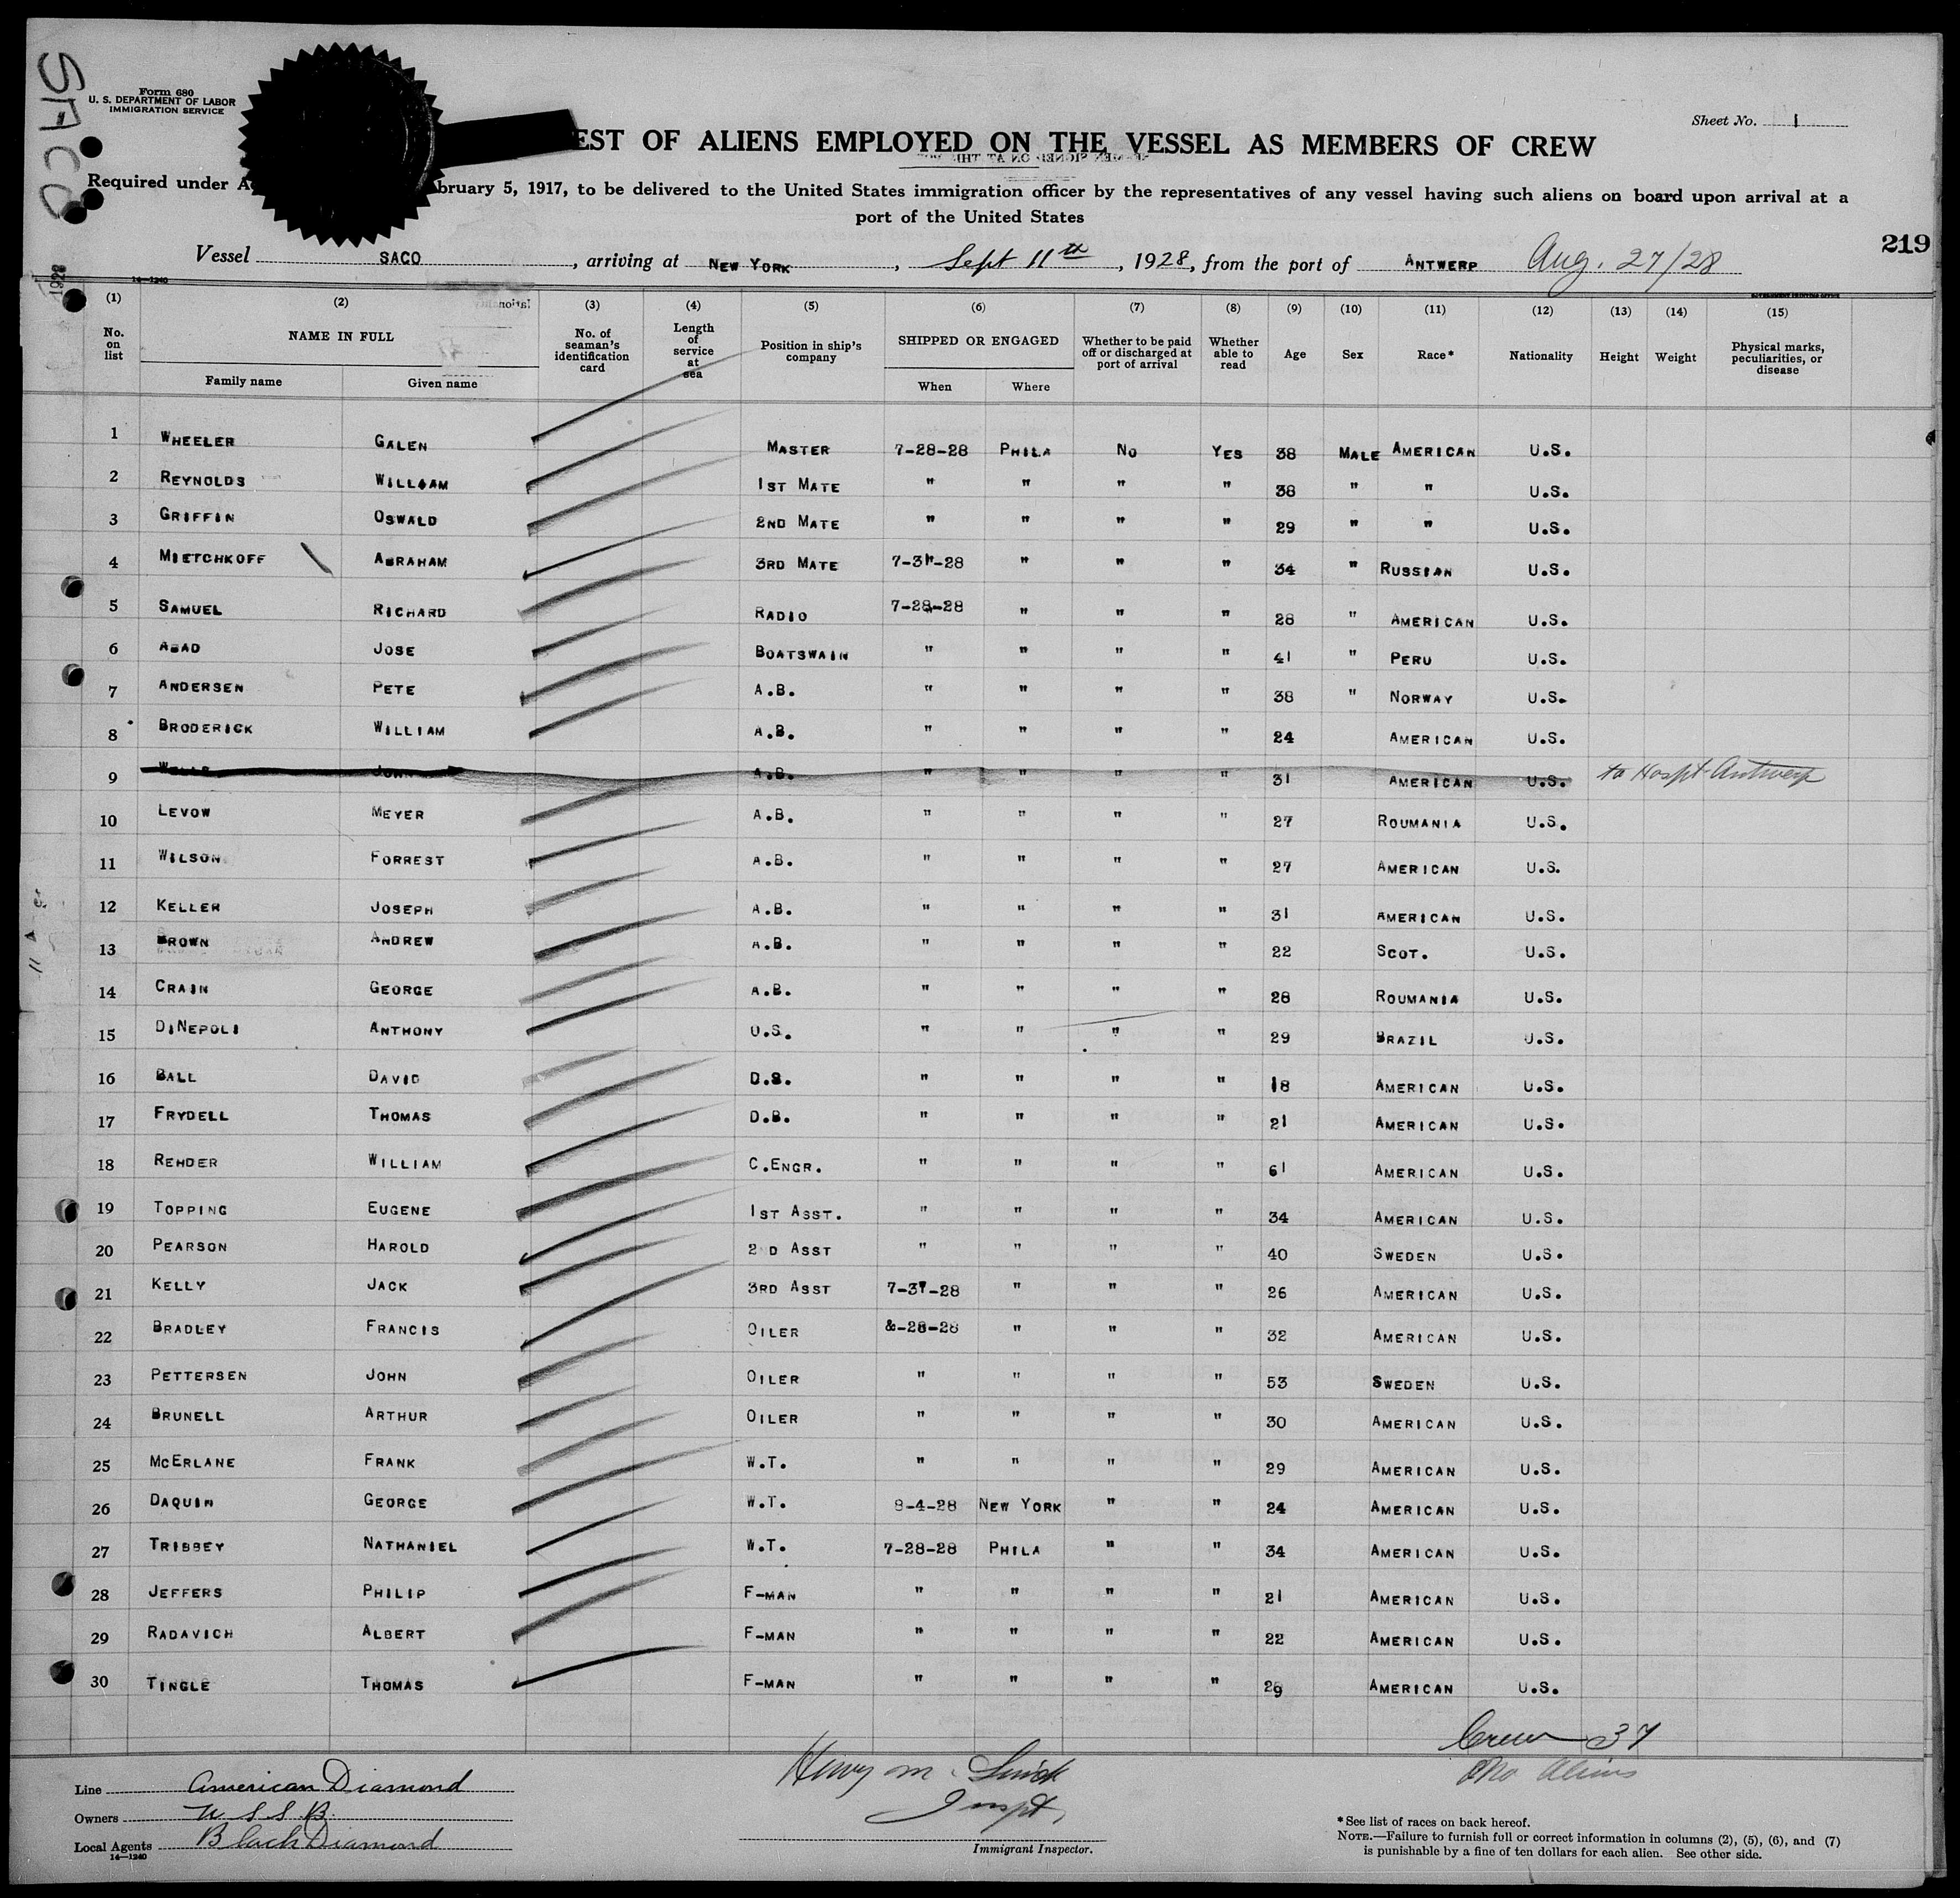 SACO
Form 680
U. S. DEPARTMENT OF LABOR
IMMIGRATION SERVICE
Sheet No. 1
EST OF ALIENS EMPLOYED ON THE VESSEL AS MEMBERS OF CREW
Required under A bruary 5, 1917, to be delivered to the United States immigration officer by the representatives of any vessel having such aliens on board upon arrival at a
port of the United States
219
Vessel SACO, arriving at NEW YORK, Sept 11th, 1928, from the port of ANTWERP Aug. 27/28
1928
14-1240
(1) (2) (3) (4) (5) (6) (7) (8) (9) (10) (11) (12) (13) (14) (15)
No. on list NAME IN FULL No. of seaman's identification card Length of service at sea Position in ship's company SHIPPED OR ENGAGED Whether to be paid off or discharged at port of arrival Whether able to read Age Sex Race* Nationality Height Weight Physical marks, peculiarities, or disease
Family name Given name When Where
1 WHEELER GALEN MASTER 7-28-28 PHILA NO YES 38 MALE AMERICAN U.S.
2 REYNOLDS WILLIAM 1ST MATE " " " " 38 " " U.S.
3 GRIFFIN OSWALD 2ND MATE " " " " 29 " " U.S.
4 MIETCHKOFF ABRAHAM 3RD MATE 7-31-28 " " " 34 " RUSSIAN U.S.
5 SAMUEL RICHARD RADIO 7-28-28 " " " 28 " AMERICAN U.S.
6 ABAD JOSE BOATSWAIN " " " " 41 " PERU U.S.
7 ANDERSEN PETE A.B. " " " " 38 " NORWAY U.S.
8 BRODERICK WILLIAM A.B. " " " " 24 AMERICAN U.S.
9 WELLS JOHN A.B. " " " " 31 AMERICAN U.S. to Hospt Antwerp
10 LEVOW MEYER A.B. " " " " 27 ROUMANIA U.S.
11 WILSON FORREST A.B. " " " " 27 AMERICAN U.S.
12 KELLER JOSEPH A.B. " " " " 31 AMERICAN U.S.
13 BROWN ANDREW A.B. " " " " 22 SCOT. U.S.
14 CRAIN GEORGE A.B. " " " " 28 ROUMANIA U.S.
15 DINEPOLI ANTHONY O.S. " " " " 29 BRAZIL U.S.
16 BALL DAVID D.S. " " " " 18 AMERICAN U.S.
17 FRYDELL THOMAS D.B. " " " " 21 AMERICAN U.S.
18 REHDER WILLIAM C.ENGR. " " " " 61 AMERICAN U.S.
19 TOPPING EUGENE 1ST ASST. " " " " 34 AMERICAN U.S.
20 PEARSON HAROLD 2ND ASST " " " " 40 SWEDEN U.S.
21 KELLY JACK 3RD ASST 7-31-28 " " " 26 AMERICAN U.S.
22 BRADLEY FRANCIS OILER &-28-28 " " " 32 AMERICAN U.S.
23 PETTERSEN JOHN OILER " " " " 53 SWEDEN U.S.
24 BRUNELL ARTHUR OILER " " " " 30 AMERICAN U.S.
25 MCERLANE FRANK W.T. " " " " 29 AMERICAN U.S.
26 DAQUIN GEORGE W.T. 8-4-28 NEW YORK " " 24 AMERICAN U.S.
27 TRIBBEY NATHANIEL W.T. 7-28-28 PHILA " " 34 AMERICAN U.S.
28 JEFFERS PHILIP F-MAN " " " " 21 AMERICAN U.S.
29 RADAVICH ALBERT F-MAN " " " " 22 AMERICAN U.S.
30 TINGLE THOMAS F-MAN " " " " 29 AMERICAN U.S.
Crew 37
No Aliens
Line American Diamond
Owners U S S B.
Local Agents Black Diamond
14-1240
Henry M.
Inspt,
Immigrant Inspector.
*See list of races on back hereof.
NOTE.—Failure to furnish full or correct information in columns (2), (5), (6), and (7)
is punishable by a fine of ten dollars for each alien. See other side.